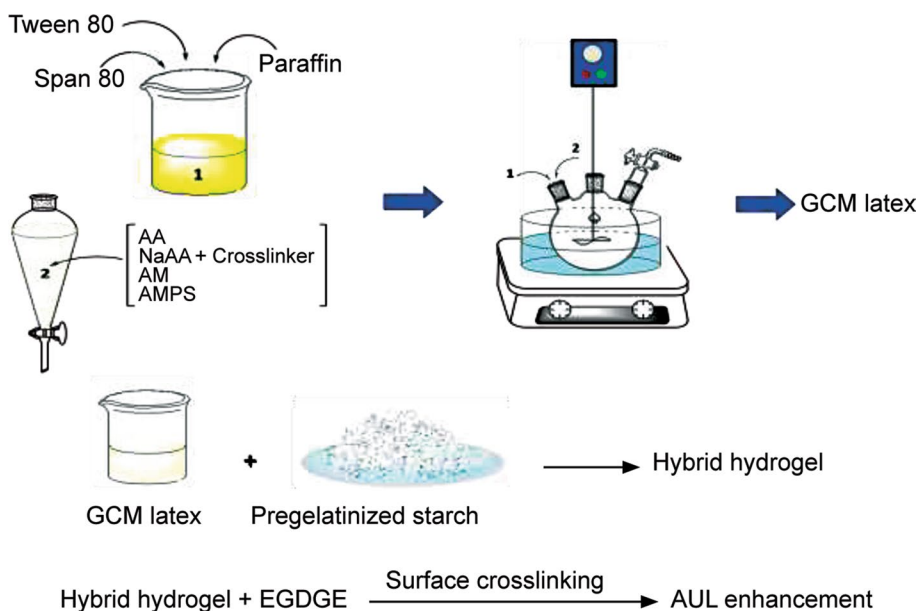 Tween 80
Span 80
Paraffin
1
2
AA
NaAA + Crosslinker
AM
AMPS
1
2
GCM latex
+
GCM latex
Pregelatinized starch
Hybrid hydrogel
Hybrid hydrogel + EGDGE
Surface crosslinking
AUL enhancement